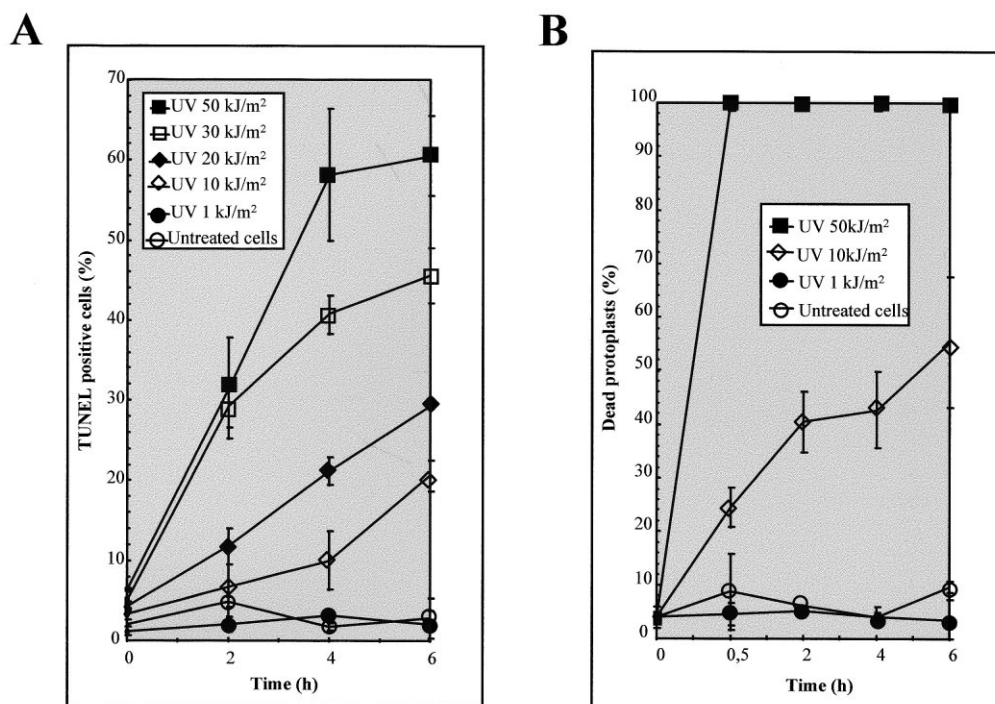 A
TUNEL positive cells (%)
70
60
50
40
30
20
10
0
UV 50 kJ/m²
UV 30 kJ/m²
UV 20 kJ/m²
UV 10 kJ/m²
UV 1 kJ/m²
Untreated cells
0 2 4 6
Time (h)
B
Dead protoplasts (%)
100
90
80
70
60
50
40
30
20
10
0
UV 50kJ/m²
UV 10kJ/m²
UV 1 kJ/m²
Untreated cells
0 0,5 2 4 6
Time (h)